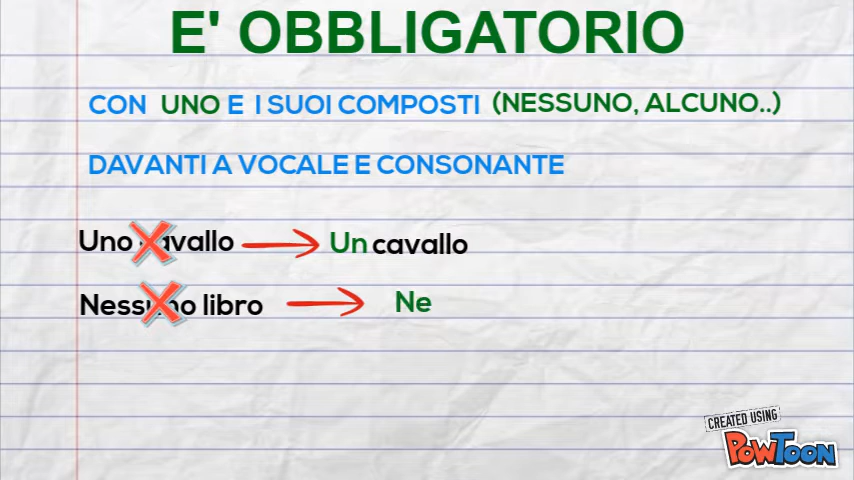 E' OBBLIGATORIO
CON UNO E I SUOI COMPOSTI (NESSUNO, ALCUNO..)
DAVANTI A VOCALE E CONSONANTE
Uno cavallo Un cavallo
Nessuno libro Ne
CREATED USING
POWTOON